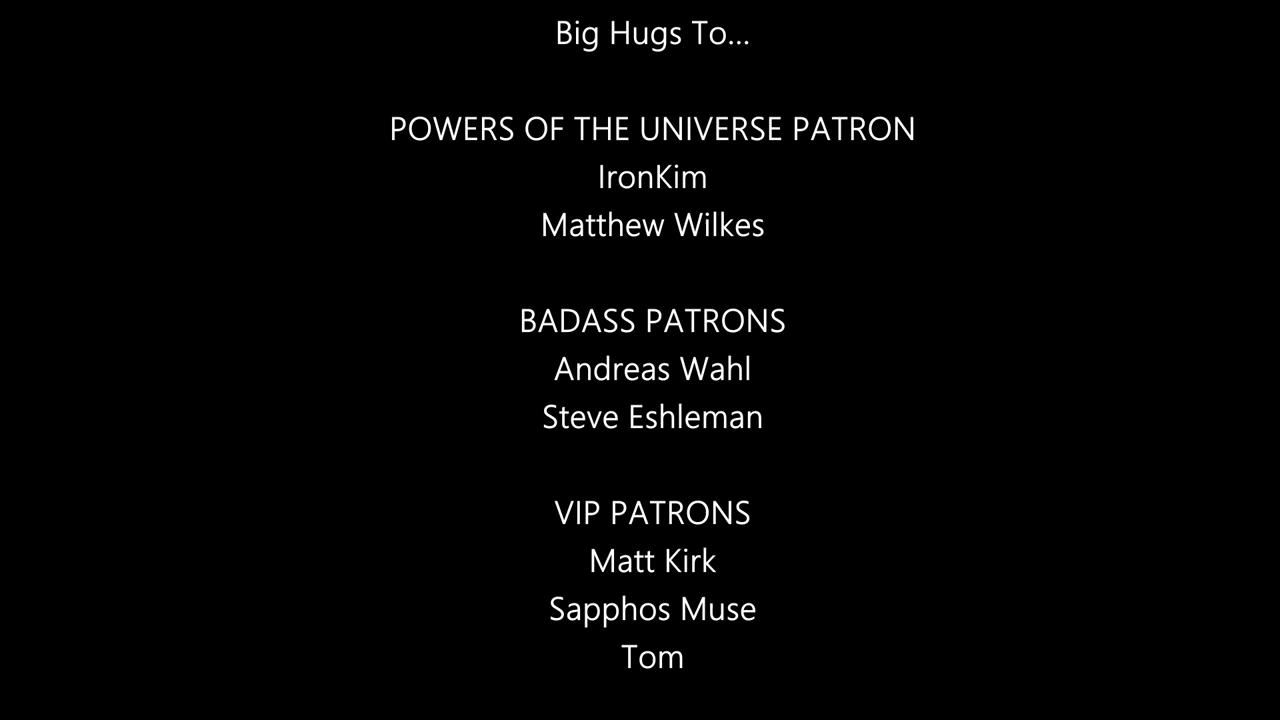 Big Hugs To...
POWERS OF THE UNIVERSE PATRON
IronKim
Matthew Wilkes
BADASS PATRONS
Andreas Wahl
Steve Eshleman
VIP PATRONS
Matt Kirk
Sapphos Muse
Tom